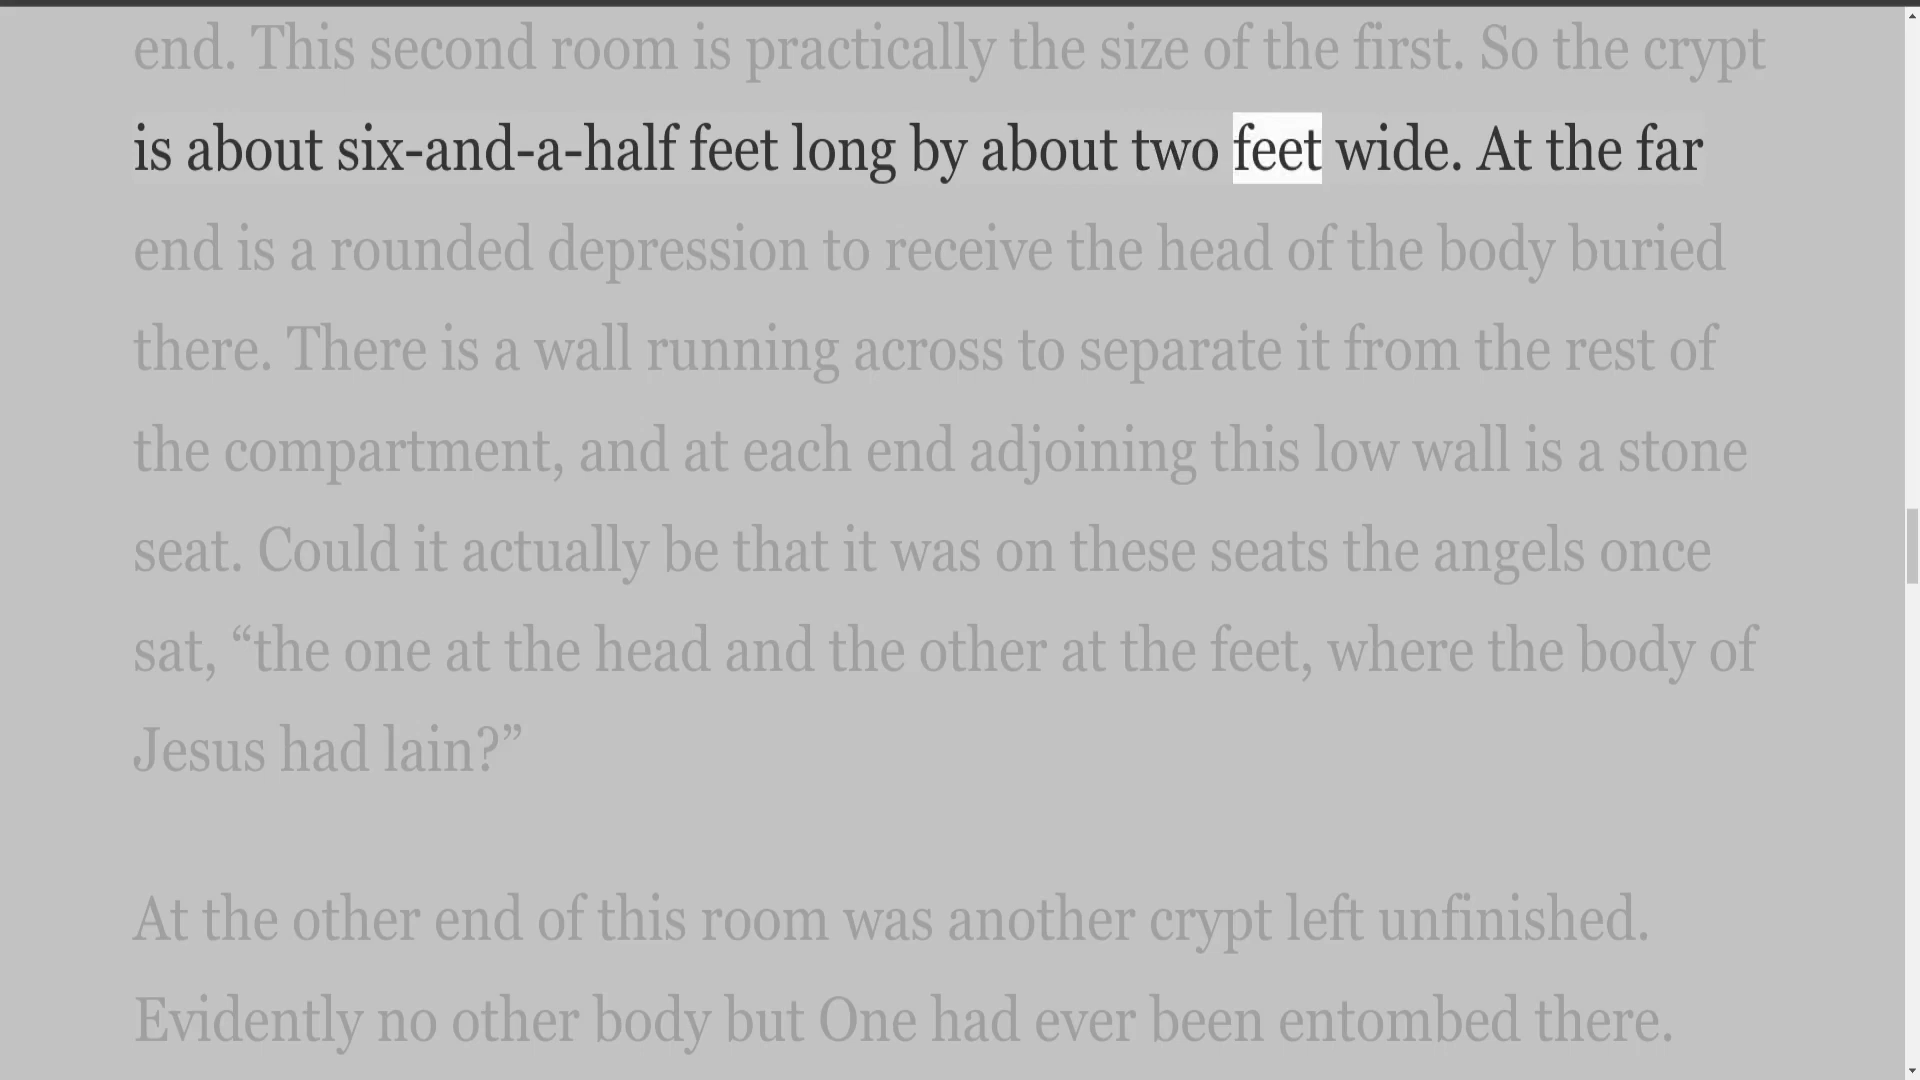 end. This second room is practically the size of the first. So the crypt
is about six-and-a-half feet long by about two feet wide. At the far
end is a rounded depression to receive the head of the body buried
there. There is a wall running across to separate it from the rest of
the compartment, and at each end adjoining this low wall is a stone
seat. Could it actually be that it was on these seats the angels once
sat, “the one at the head and the other at the feet, where the body of
Jesus had lain?”
At the other end of this room was another crypt left unfinished.
Evidently no other body but One had ever been entombed there.